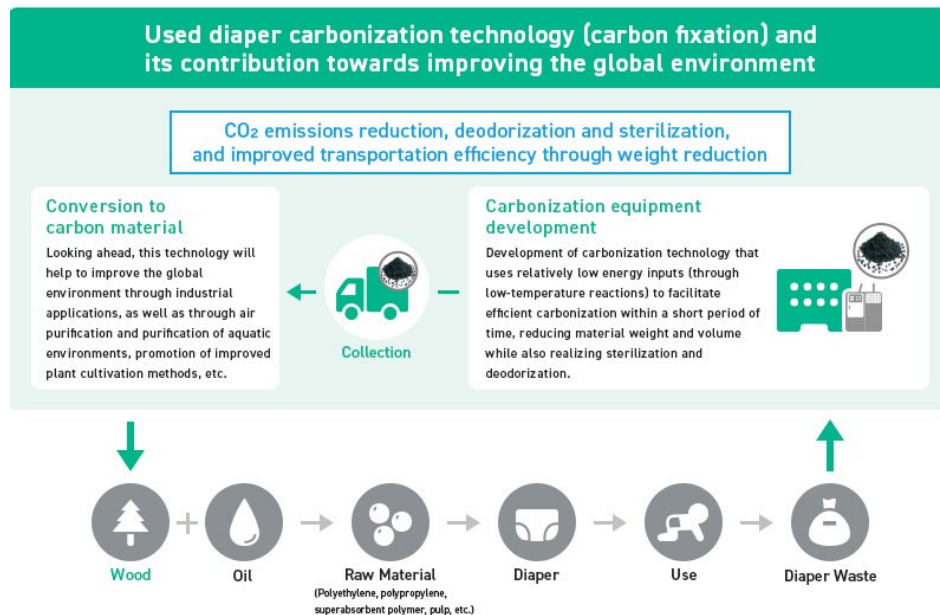 Used diaper carbonization technology (carbon fixation) and
its contribution towards improving the global environment
CO₂ emissions reduction, deodorization and sterilization,
and improved transportation efficiency through weight reduction
Conversion to
carbon material
Looking ahead, this technology will
help to improve the global
environment through industrial
applications, as well as through air
purification and purification of aquatic
environments, promotion of improved
plant cultivation methods, etc.
Collection
Carbonization equipment
development
Development of carbonization technology that
uses relatively low energy inputs (through
low-temperature reactions) to facilitate
efficient carbonization within a short period of
time, reducing material weight and volume
while also realizing sterilization and
deodorization.
Wood
Oil
Raw Material
(Polyethylene, polypropylene,
superabsorbent polymer, pulp, etc.)
Diaper
Use
Diaper Waste